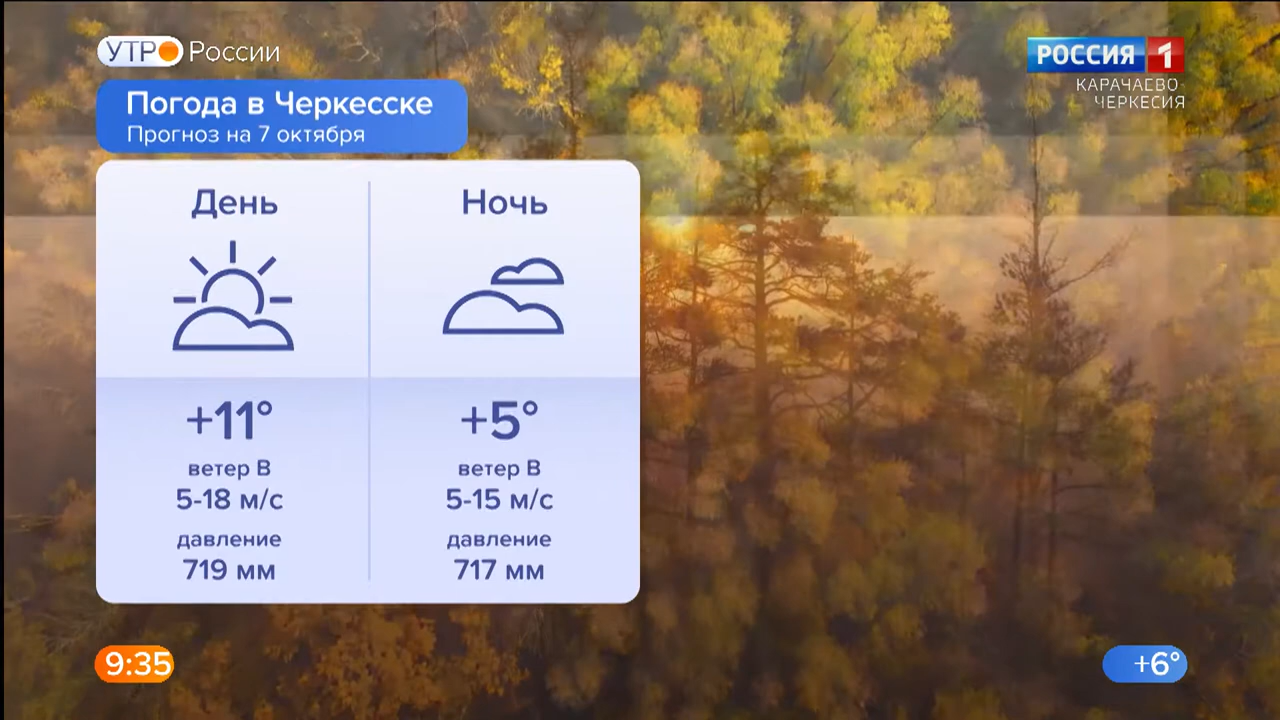 УТРО России
РОССИЯ 1
КАРАЧАЕВО
ЧЕРКЕСИЯ
Погода в Черкесске
Прогноз на 7 октября
День
Ночь
+11°
+5°
ветер В
ветер В
5-18 м/с
5-15 м/с
давление
давление
719 мм
717 мм
9:35
+6°